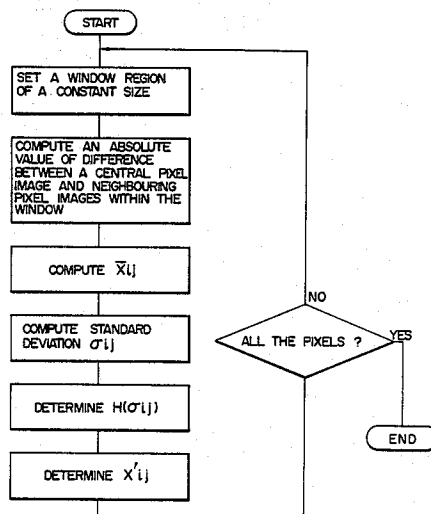 START
SET A WINDOW REGION
OF A CONSTANT SIZE
COMPUTE AN ABSOLUTE
VALUE OF DIFFERENCE
BETWEEN A CENTRAL PIXEL
IMAGE AND NEIGHBOURING
PIXEL IMAGES WITHIN THE
WINDOW
COMPUTE X̄ij
COMPUTE STANDARD
DEVIATION σij
DETERMINE H(σij)
DETERMINE X'ij
NO
ALL THE PIXELS ?
YES
END